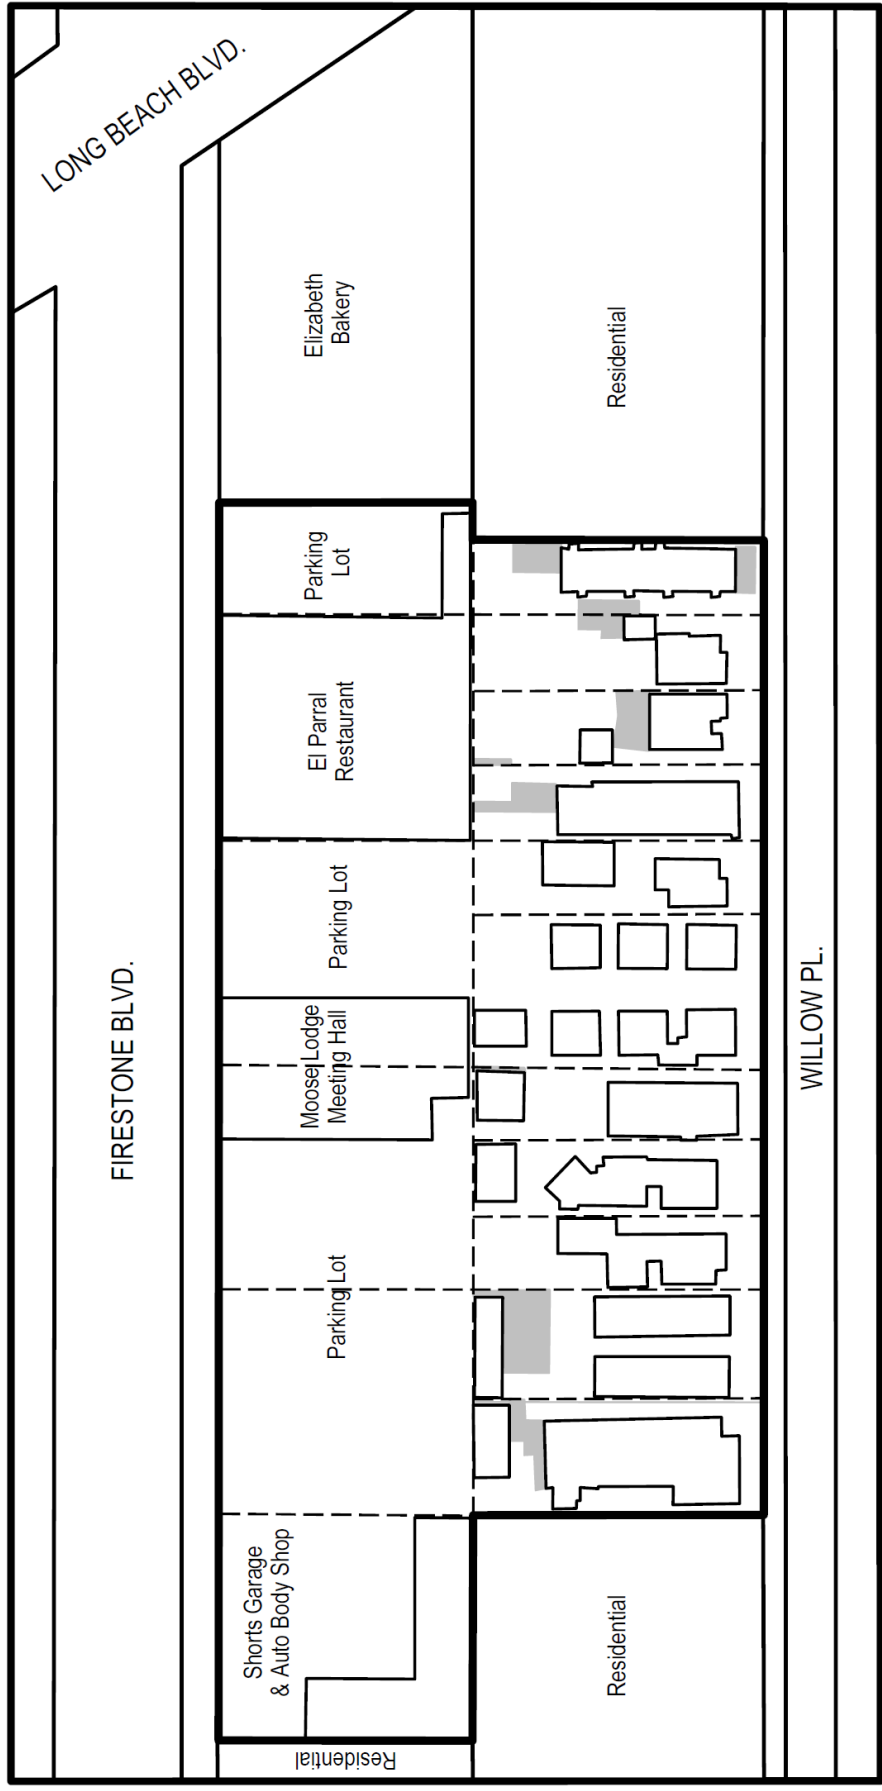 LONG BEACH BLVD.
Elizabeth
Bakery
Residential
Parking
Lot
El Parral
Restaurant
Parking Lot
FIRESTONE BLVD.
Moose Lodge
Meeting Hall
WILLOW PL.
Parking Lot
Shorts Garage
& Auto Body Shop
Residential
Residential